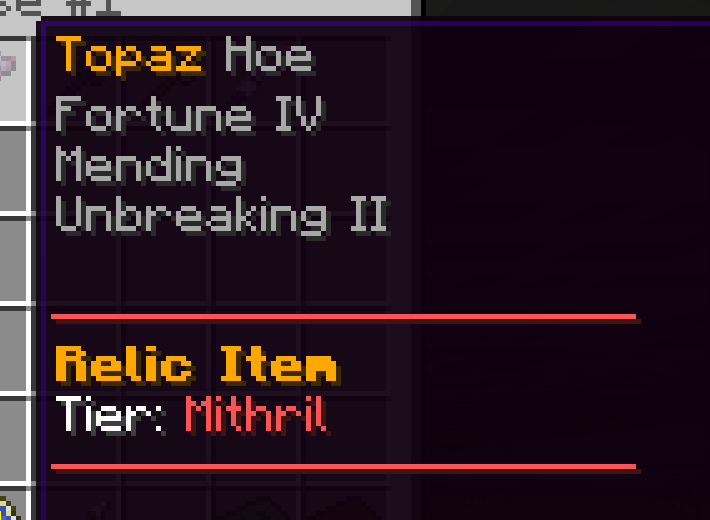 Topaz Hoe
Fortune IV
Mending
Unbreaking II
Relic Item
Tier: Mithril